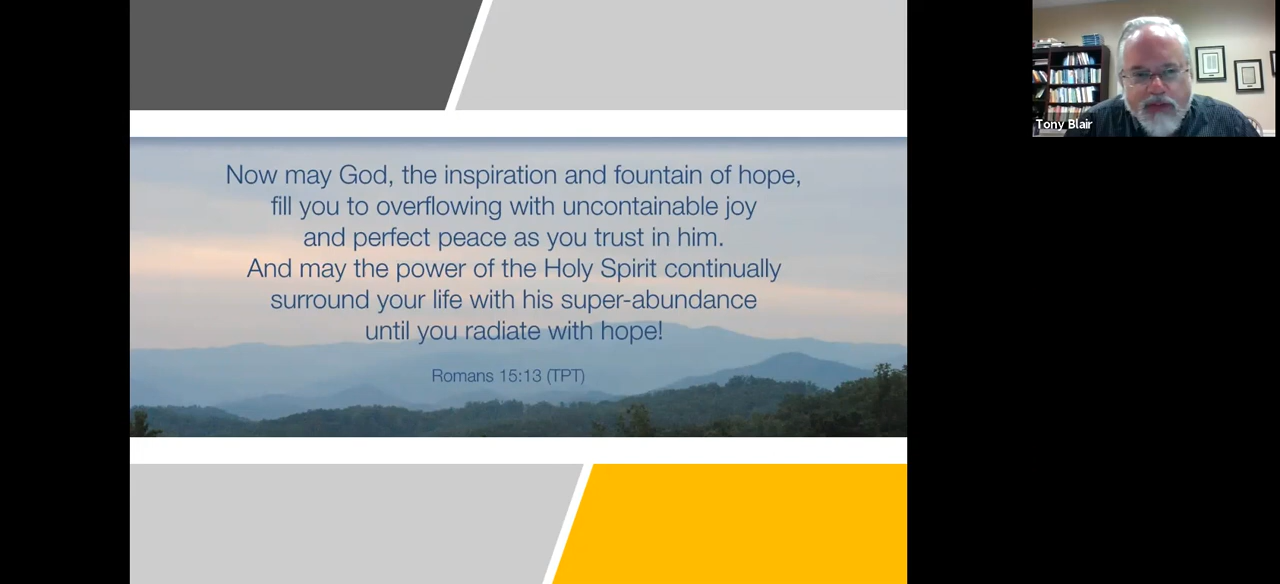 Now may God, the inspiration and fountain of hope,
fill you to overflowing with uncontainable joy
and perfect peace as you trust in him.
And may the power of the Holy Spirit continually
surround your life with his super-abundance
until you radiate with hope!
Romans 15:13 (TPT)
Tony Blair